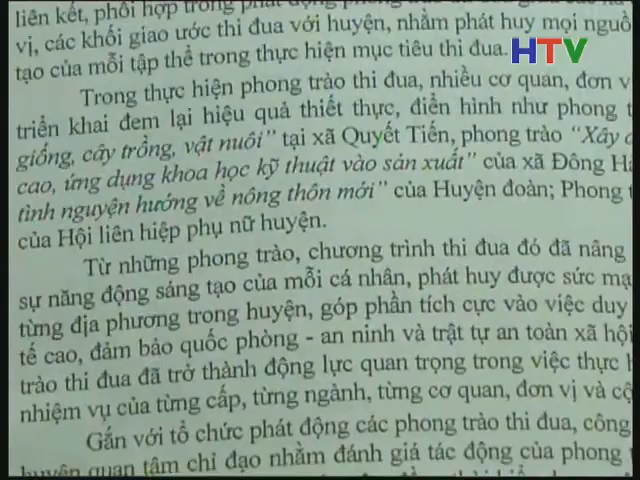 liên kết, phối hợp trong phát động phong
vị, các khối giao ước thi đua với huyện, nhằm phát huy mọi nguồ
tạo của mỗi tập thể trong thực hiện mục tiêu thi đua.
HTV
Trong thực hiện phong trào thi đua, nhiều cơ quan, đơn v
triển khai đem lại hiệu quả thiết thực, điển hình như phong t
giống, cây trồng, vật nuôi" tại xã Quyết Tiến, phong trào "Xây
cao, ứng dụng khoa học kỹ thuật vào sản xuất" của xã Đông Hả
tình nguyện hướng về nông thôn mới" của Huyện đoàn; Phong t
của Hội liên hiệp phụ nữ huyện.
Từ những phong trào, chương trình thi đua đó đã nâng
sự năng động sáng tạo của mỗi cá nhân, phát huy được sức mạ
từng địa phương trong huyện, góp phần tích cực vào việc duy
tế cao, đảm bảo quốc phòng - an ninh và trật tự an toàn xã hội
trào thi đua đã trở thành động lực quan trọng trong việc thực h
nhiệm vụ của từng cấp, từng ngành, từng cơ quan, đơn vị và cộ
Gắn với tổ chức phát động các phong trào thi đua, công
huyện quan tâm chỉ đạo nhằm đánh giá tác động của phong t